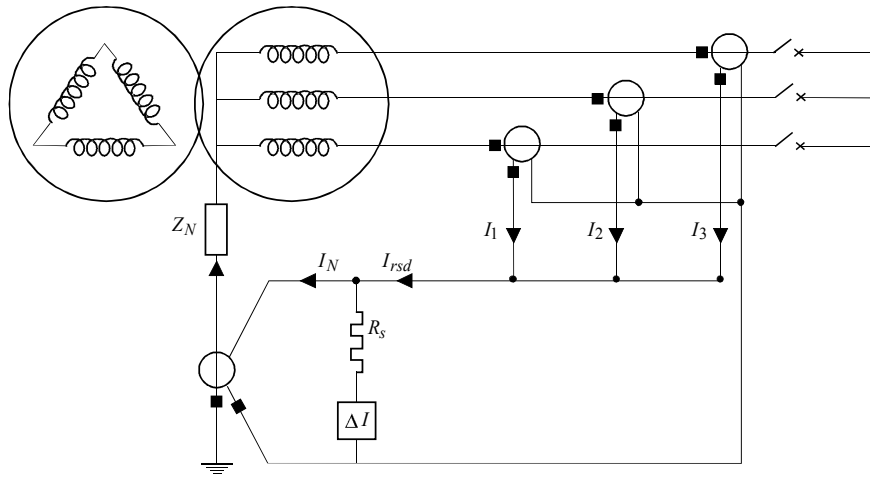 Z_N
I_1
I_2
I_3
I_N
I_rsd
R_s
ΔI